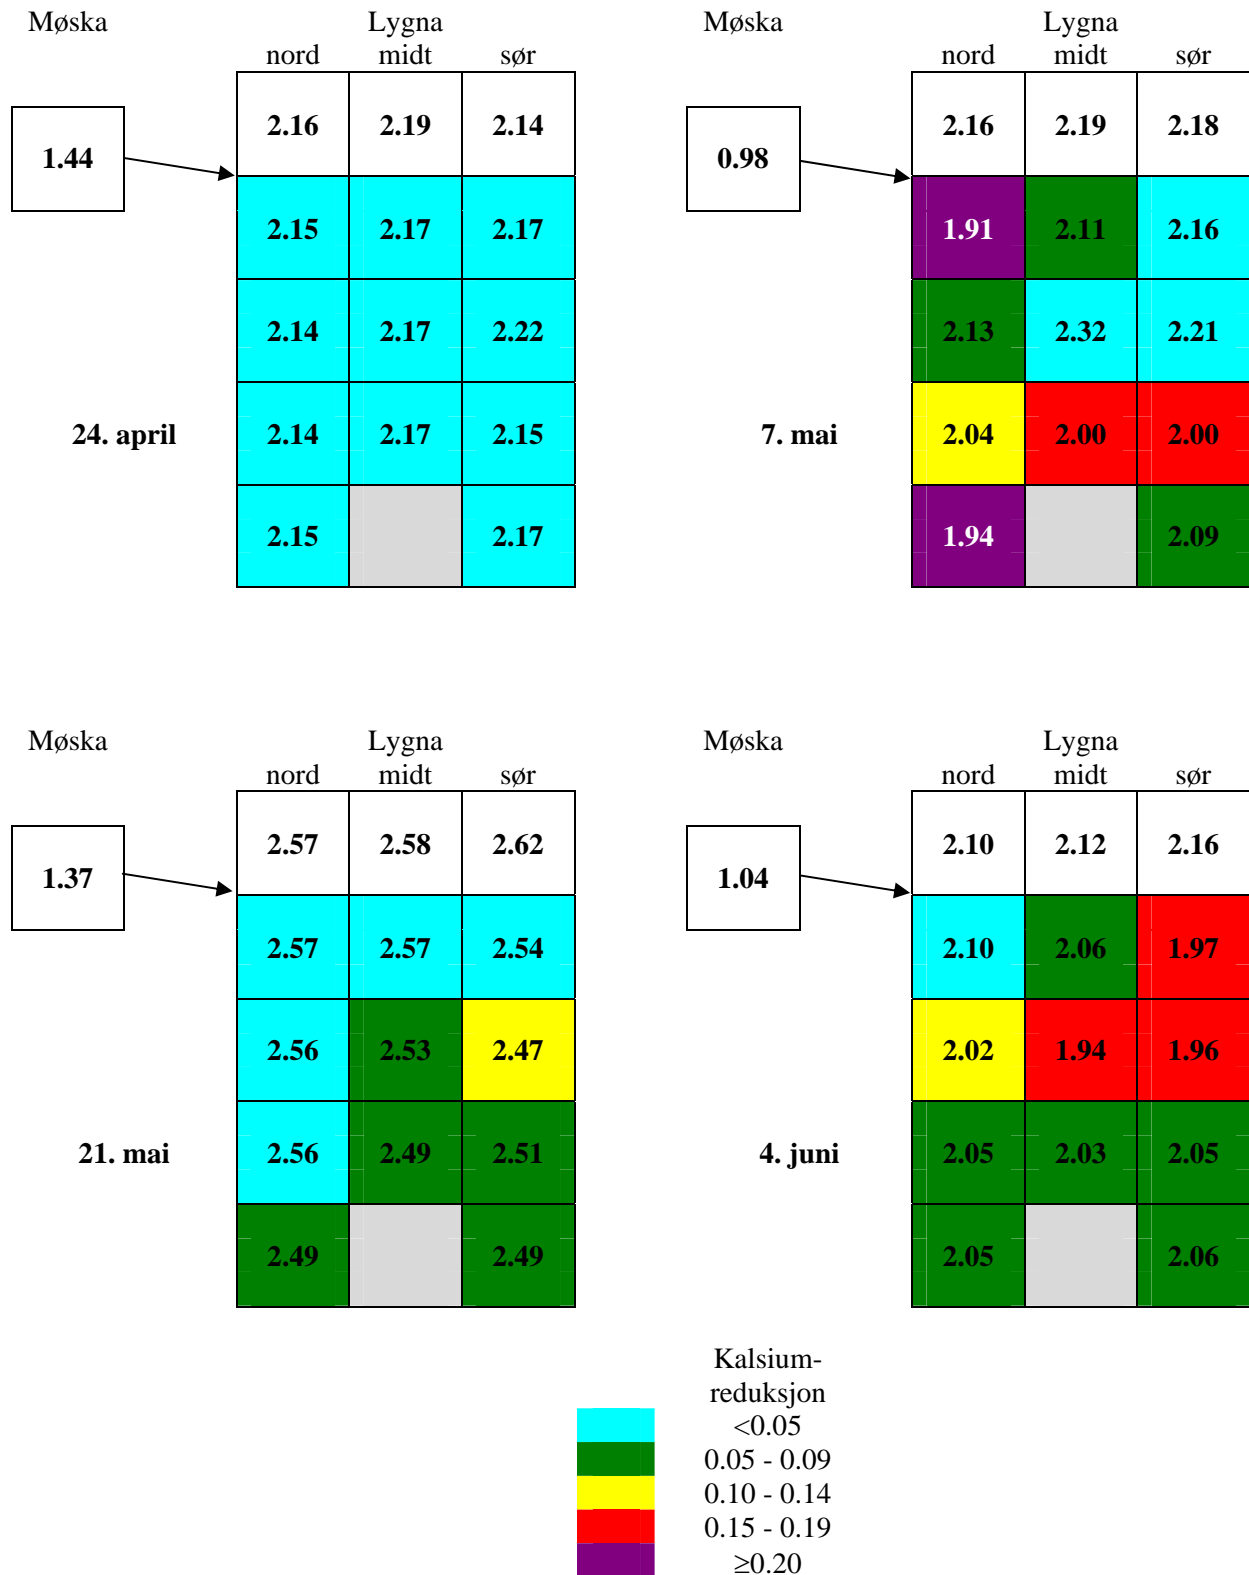 Møska Lygna
nord midt sør
2.16 2.19 2.14
1.44
2.15 2.17 2.17
2.14 2.17 2.22
24. april 2.14 2.17 2.15
2.15 2.17
Møska Lygna
nord midt sør
2.16 2.19 2.18
0.98
1.91 2.11 2.16
2.13 2.32 2.21
7. mai 2.04 2.00 2.00
1.94 2.09
Møska Lygna
nord midt sør
2.57 2.58 2.62
1.37
2.57 2.57 2.54
2.56 2.53 2.47
21. mai 2.56 2.49 2.51
2.49 2.49
Møska Lygna
nord midt sør
2.10 2.12 2.16
1.04
2.10 2.06 1.97
2.02 1.94 1.96
4. juni 2.05 2.03 2.05
2.05 2.06
Kalsium-
reduksjon
<0.05
0.05 - 0.09
0.10 - 0.14
0.15 - 0.19
≥0.20